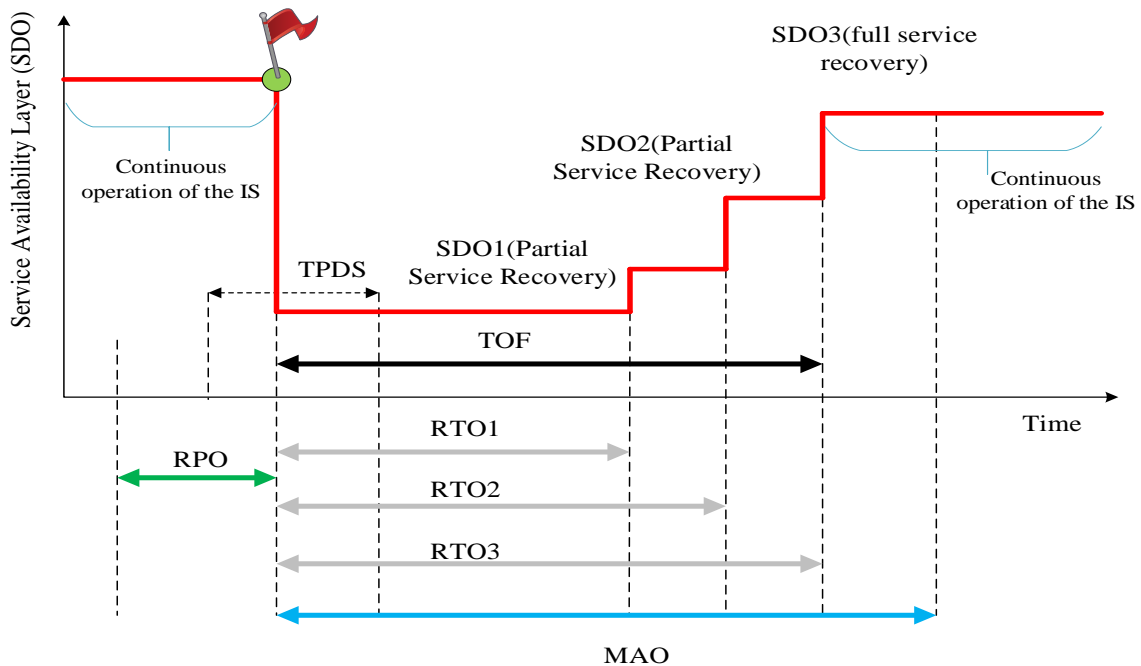 Service Availability Layer (SDO)
SDO3(full service
recovery)
Continuous
operation of the IS
SDO2(Partial
Service Recovery)
Continuous
operation of the IS
SDO1(Partial
Service Recovery)
TPDS
TOF
Time
RTO1
RPO
RTO2
RTO3
MAO